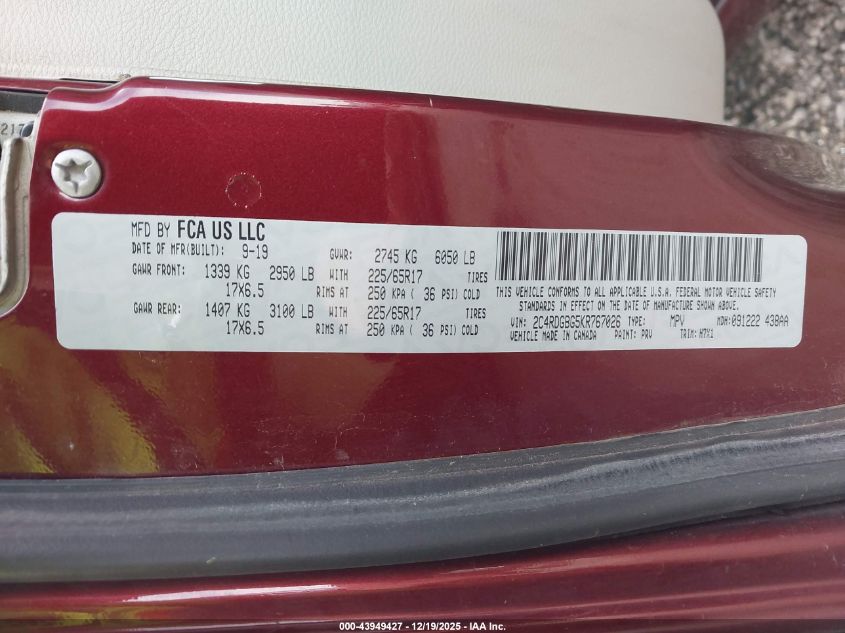 217
MFD BY FCA US LLC
DATE OF MFR(BUILT): 9-19 GVWR: 2745 KG 6050 LB
GAWR FRONT: 1339 KG 2950 LB WITH 225/65R17 TIRES
17X6.5 RIMS AT 250 KPA ( 36 PSI) COLD
GAWR REAR: 1407 KG 3100 LB WITH 225/65R17 TIRES
17X6.5 RIMS AT 250 KPA ( 36 PSI) COLD
THIS VEHICLE CONFORMS TO ALL APPLICABLE U.S.A. FEDERAL MOTOR VEHICLE SAFETY
STANDARDS IN EFFECT ON THE DATE OF MANUFACTURE SHOWN ABOVE.
VIN: 2C4RDGBG5KR767026 TYPE: MPV MDH:091222 438AA
VEHICLE MADE IN CANADA PAINT: PRV TRIM: H7X1
000-43949427 • 12/19/2025 • IAA Inc.